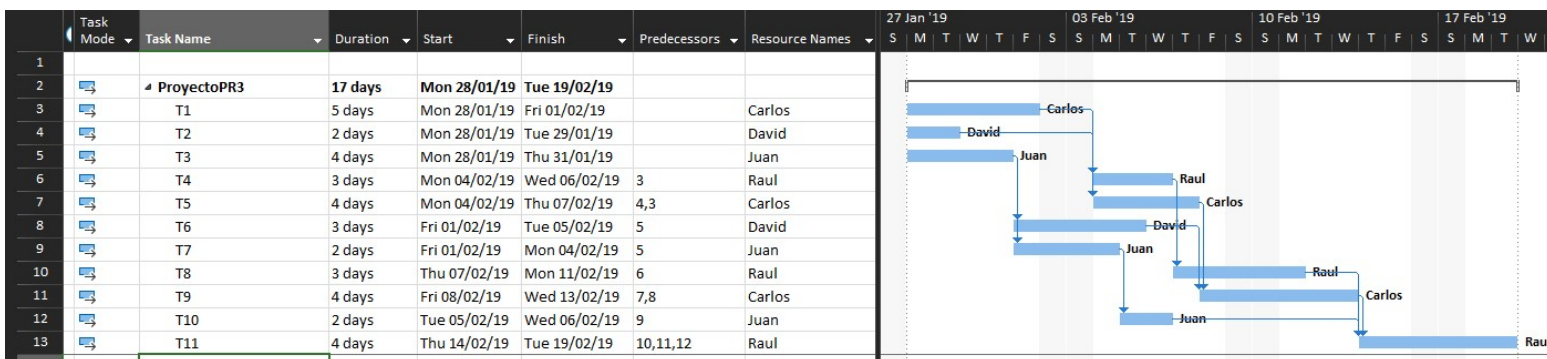 Task Mode Task Name Duration Start Finish Predecessors Resource Names
27 Jan '19 03 Feb '19 10 Feb '19 17 Feb '19
S M T W T F S S M T W T F S S M T W T F S S M T W
1
2 ProyectoPR3 17 days Mon 28/01/19 Tue 19/02/19
3 T1 5 days Mon 28/01/19 Fri 01/02/19 Carlos Carlos
4 T2 2 days Mon 28/01/19 Tue 29/01/19 David David
5 T3 4 days Mon 28/01/19 Thu 31/01/19 Juan Juan
6 T4 3 days Mon 04/02/19 Wed 06/02/19 3 Raul Raul
7 T5 4 days Mon 04/02/19 Thu 07/02/19 4,3 Carlos Carlos
8 T6 3 days Fri 01/02/19 Tue 05/02/19 5 David David
9 T7 2 days Fri 01/02/19 Mon 04/02/19 5 Juan Juan
10 T8 3 days Thu 07/02/19 Mon 11/02/19 6 Raul Raul
11 T9 4 days Fri 08/02/19 Wed 13/02/19 7,8 Carlos Carlos
12 T10 2 days Tue 05/02/19 Wed 06/02/19 9 Juan Juan
13 T11 4 days Thu 14/02/19 Tue 19/02/19 10,11,12 Raul Rau